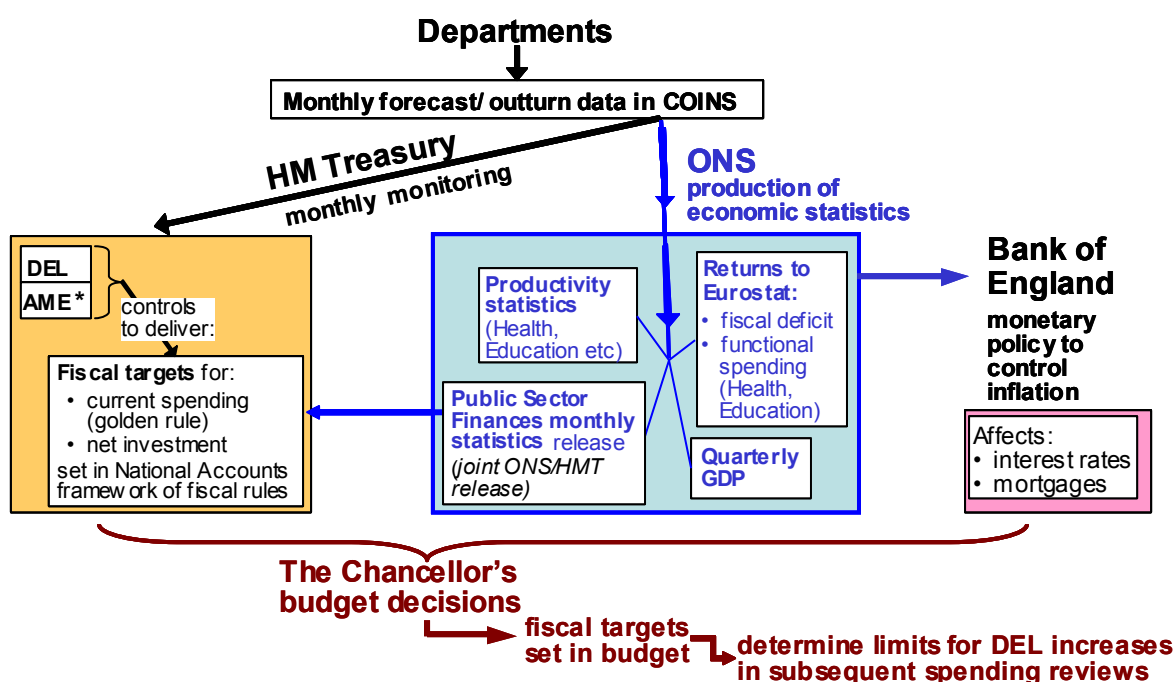 Departments
Monthly forecast/ outturn data in COINS
HM Treasury
monthly monitoring
ONS
production of
economic statistics
DEL
AME*
controls
to deliver:
Fiscal targets for:
• current spending
(golden rule)
• net investment
set in National Accounts
framework of fiscal rules
Productivity
statistics
(Health,
Education etc)
Returns to
Eurostat:
• fiscal deficit
• functional
spending
(Health,
Education)
Public Sector
Finances monthly
statistics release
(joint ONS/HMT
release)
Quarterly
GDP
Bank of
England
monetary
policy to
control
inflation
Affects:
• interest rates
• mortgages
The Chancellor's
budget decisions
fiscal targets
set in budget
determine limits for DEL increases
in subsequent spending reviews